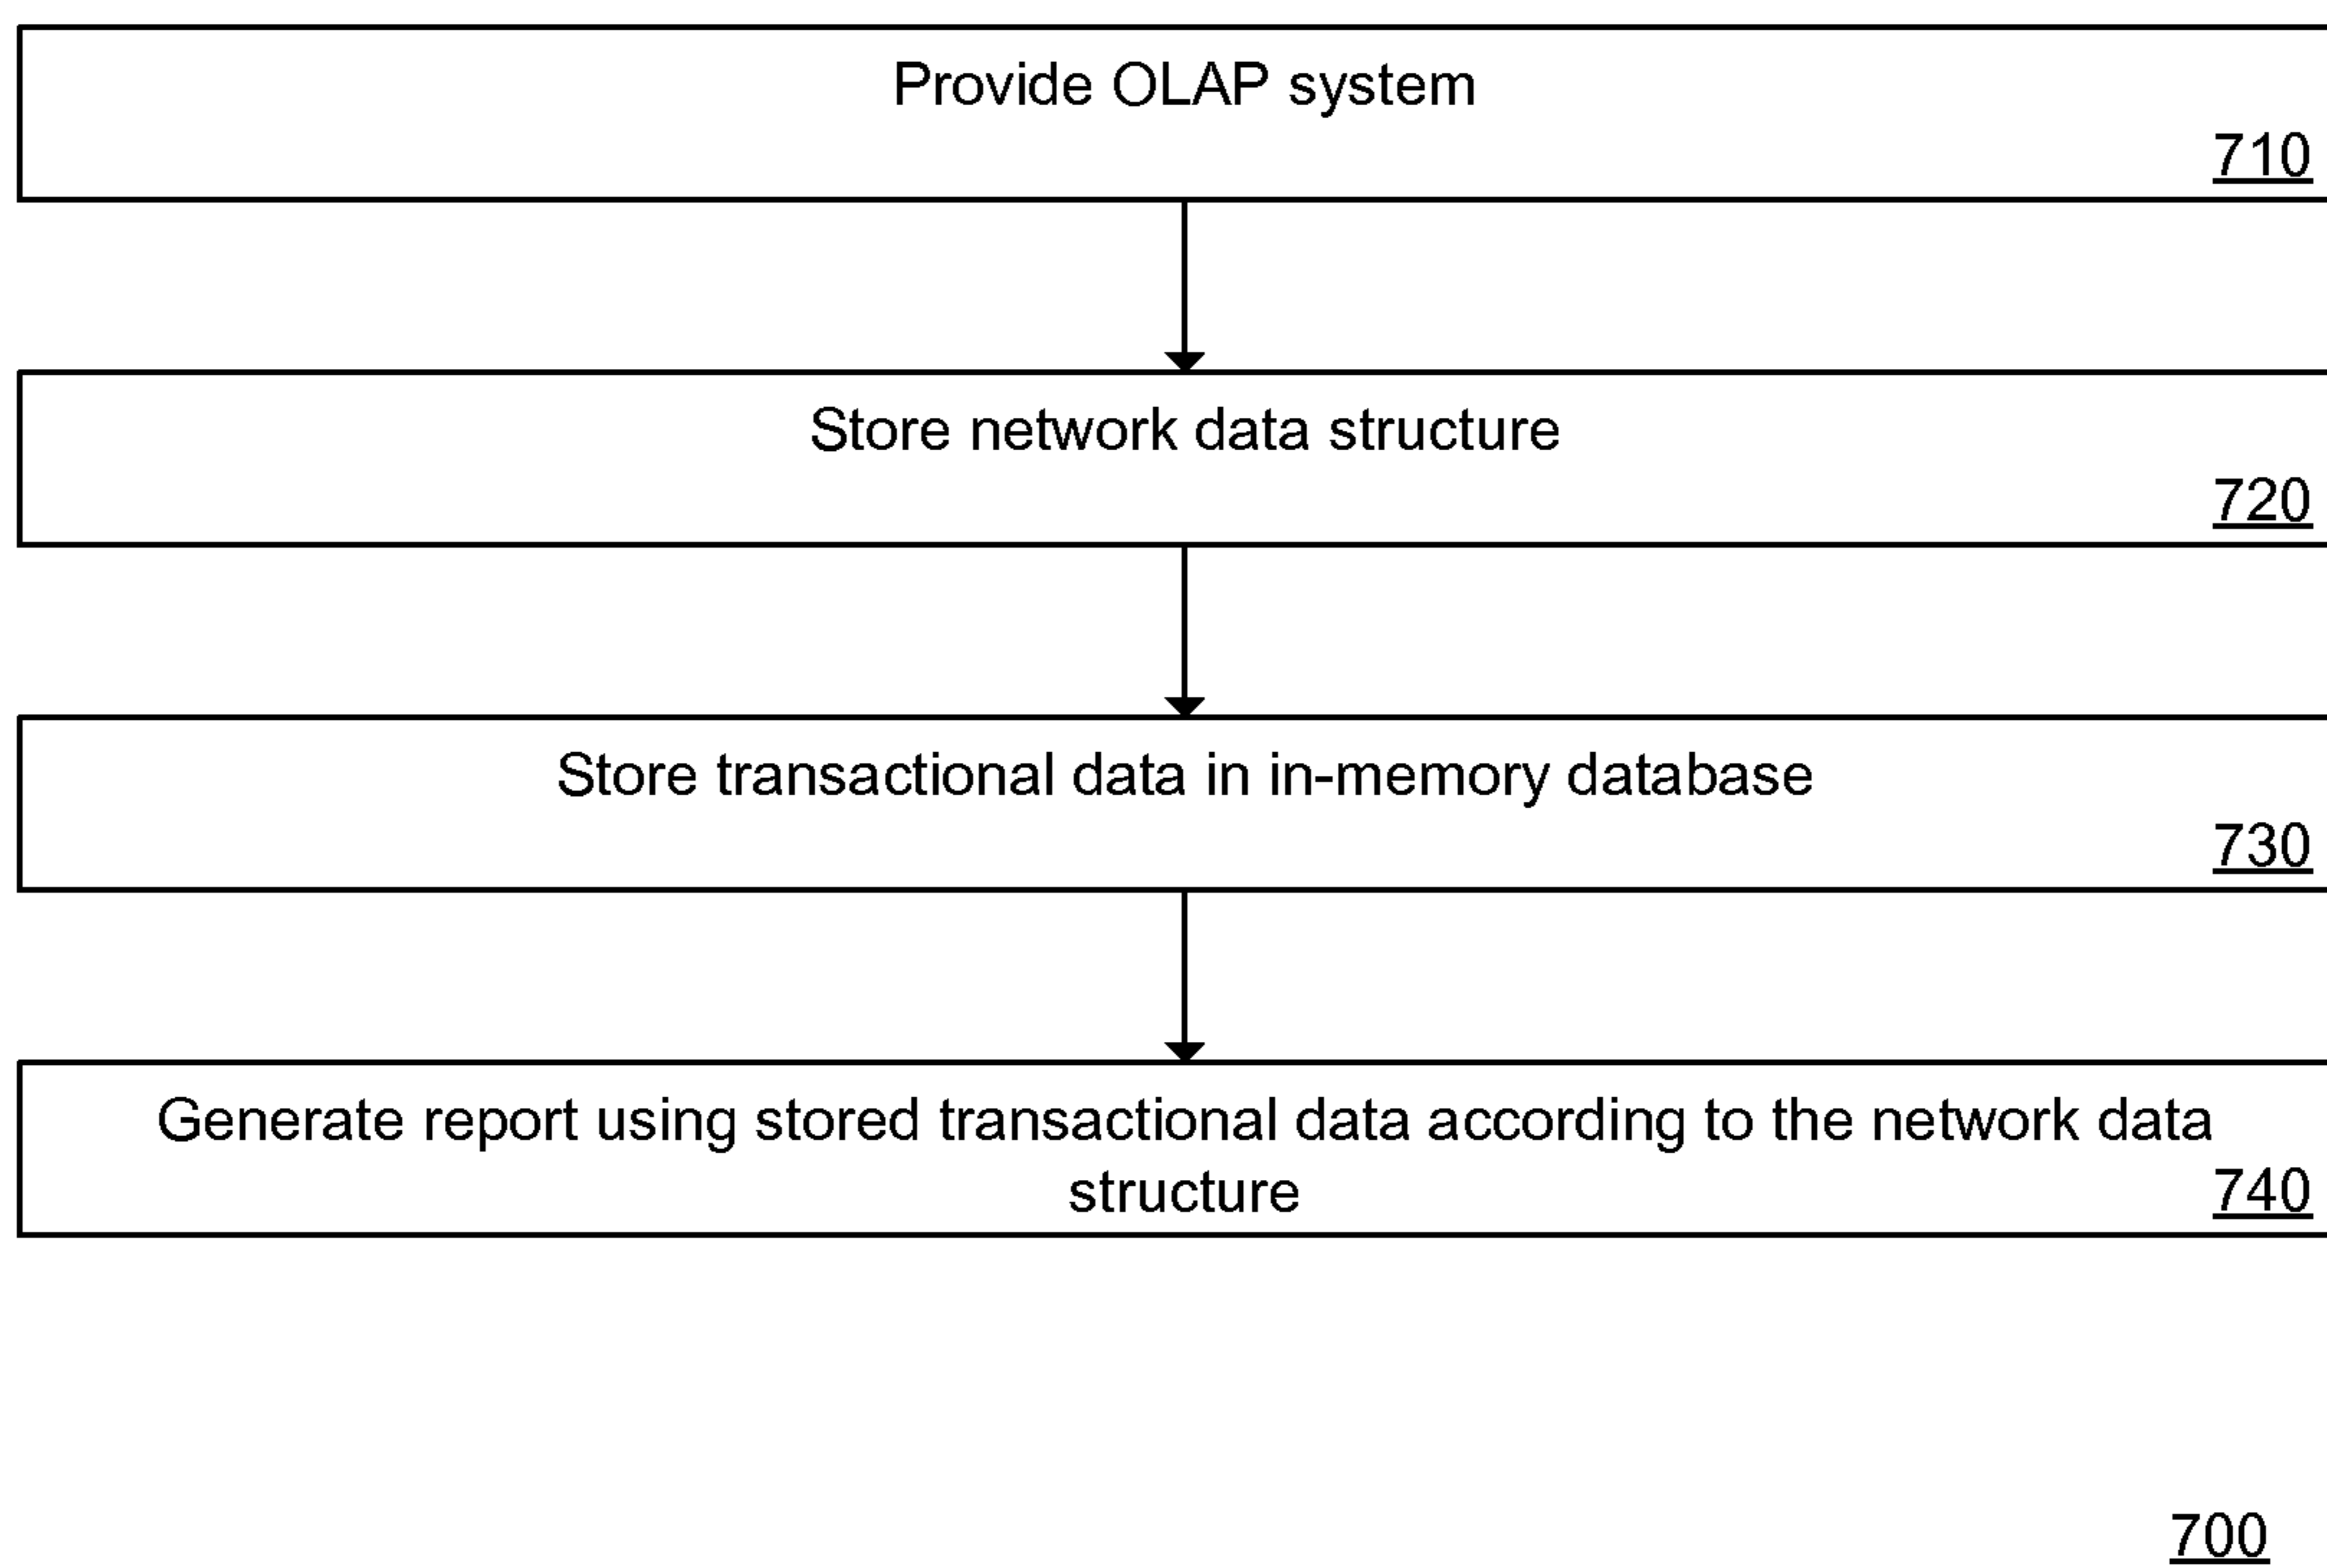 Provide OLAP system
710
Store network data structure
720
Store transactional data in in-memory database
730
Generate report using stored transactional data according to the network data
structure
740
700